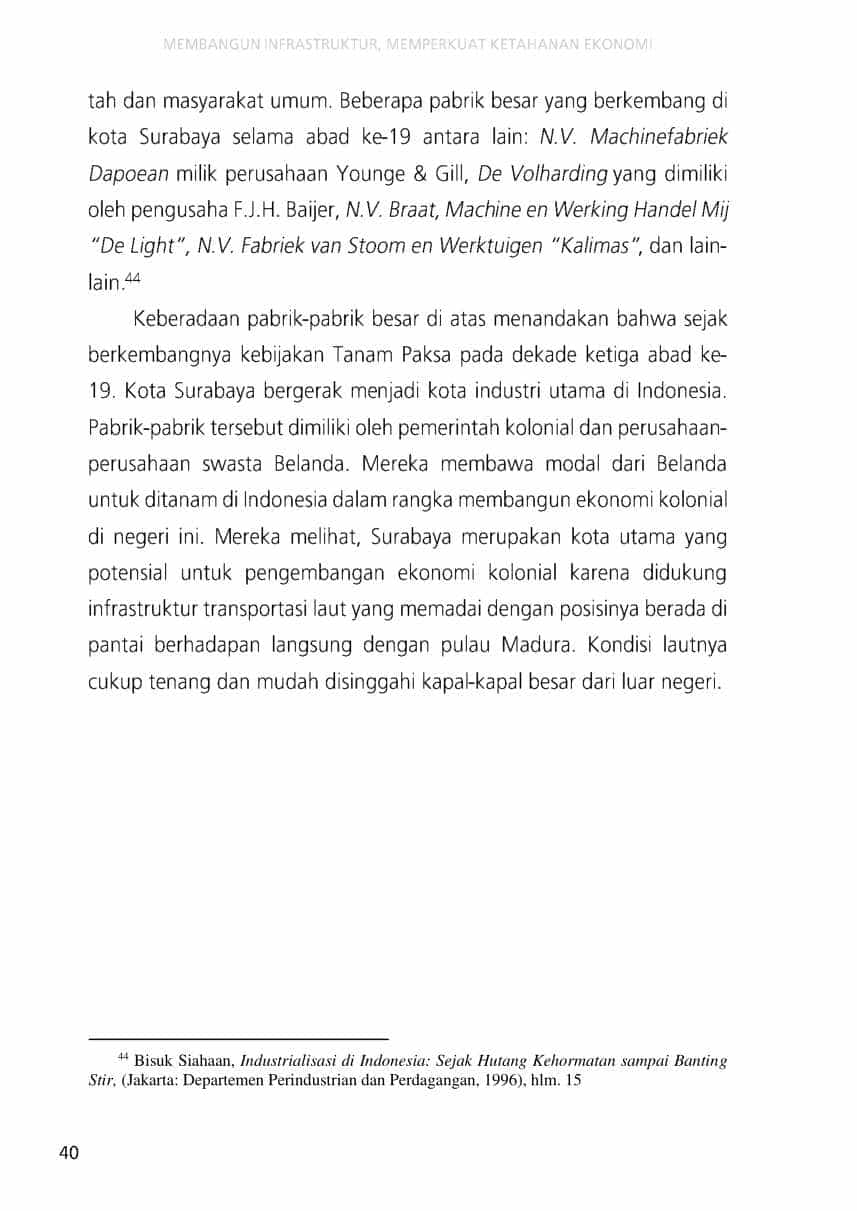 MEMBANGUN INFRASTRUKTUR, MEMPERKUAT KETAHANAN EKONOMI
tah dan masyarakat umum. Beberapa pabrik besar yang berkembang di
kota Surabaya selama abad ke-19 antara lain: N.V. Machinefabriek
Dapoean milik perusahaan Younge & Gill, De Volharding yang dimiliki
oleh pengusaha F.J.H. Baijer, N.V. Braat, Machine en Werking Handel Mij
“De Light”, N.V. Fabriek van Stoom en Werktuigen “Kalimas”, dan lain-
lain.44
Keberadaan pabrik-pabrik besar di atas menandakan bahwa sejak
berkembangnya kebijakan Tanam Paksa pada dekade ketiga abad ke-
19. Kota Surabaya bergerak menjadi kota industri utama di Indonesia.
Pabrik-pabrik tersebut dimiliki oleh pemerintah kolonial dan perusahaan-
perusahaan swasta Belanda. Mereka membawa modal dari Belanda
untuk ditanam di Indonesia dalam rangka membangun ekonomi kolonial
di negeri ini. Mereka melihat, Surabaya merupakan kota utama yang
potensial untuk pengembangan ekonomi kolonial karena didukung
infrastruktur transportasi laut yang memadai dengan posisinya berada di
pantai berhadapan langsung dengan pulau Madura. Kondisi lautnya
cukup tenang dan mudah disinggahi kapal-kapal besar dari luar negeri.
44 Bisuk Siahaan, Industrialisasi di Indonesia: Sejak Hutang Kehormatan sampai Banting
Stir, (Jakarta: Departemen Perindustrian dan Perdagangan, 1996), hlm. 15
40